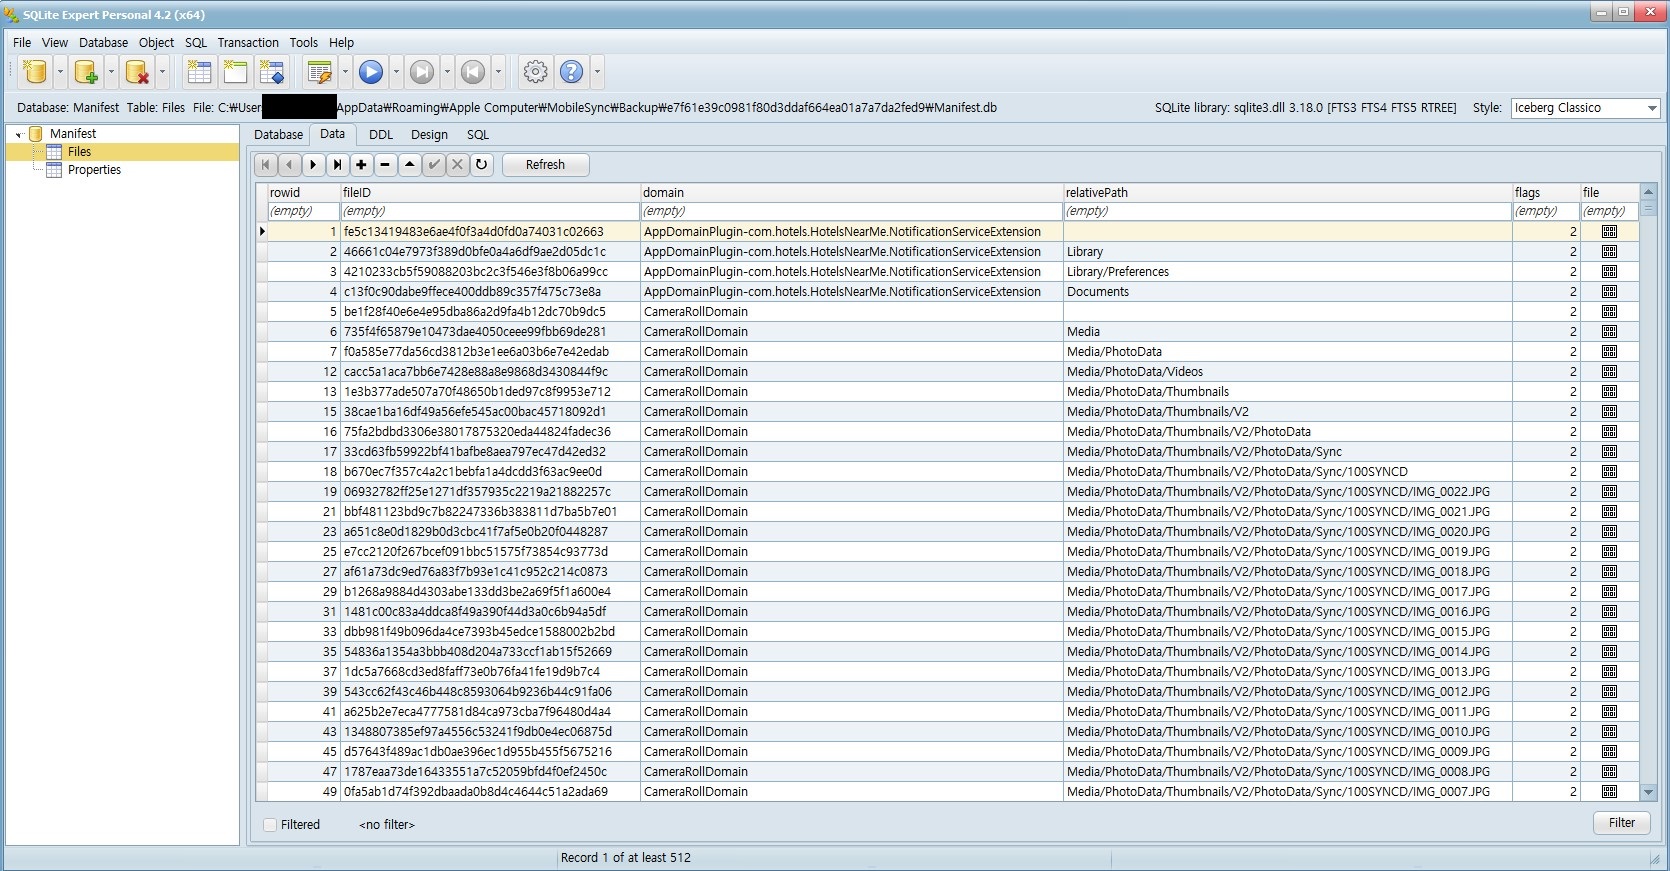 SQLite Expert Personal 4.2 (x64)
File View Database Object SQL Transaction Tools Help
Database: Manifest Table: Files File: C:₩User AppData₩Roaming₩Apple Computer₩MobileSync₩Backup₩e7f61e39c0981f80d3ddaf664ea01a7a7da2fed9₩Manifest.db SQLite library: sqlite3.dll 3.18.0 [FTS3 FTS4 FTS5 RTREE] Style: Iceberg Classico
Manifest
Files
Properties
Database Data DDL Design SQL
Refresh
rowid fileID domain relativePath flags file
(empty) (empty) (empty) (empty) (empty) (empty)
1 fe5c13419483e6ae4f0f3a4d0fd0a74031c02663 AppDomainPlugin-com.hotels.HotelsNearMe.NotificationServiceExtension 2
2 46661c04e7973f389d0bfe0a4a6df9ae2d05dc1c AppDomainPlugin-com.hotels.HotelsNearMe.NotificationServiceExtension Library 2
3 4210233cb5f59088203bc2c3f546e3f8b06a99cc AppDomainPlugin-com.hotels.HotelsNearMe.NotificationServiceExtension Library/Preferences 2
4 c13f0c90dabe9ffece400ddb89c357f475c73e8a AppDomainPlugin-com.hotels.HotelsNearMe.NotificationServiceExtension Documents 2
5 be1f28f40e6e4e95dba86a2d9fa4b12dc70b9dc5 CameraRollDomain 2
6 735f4f65879e10473dae4050ceee99fbb69de281 CameraRollDomain Media 2
7 f0a585e77da56cd3812b3e1ee6a03b6e7e42edab CameraRollDomain Media/PhotoData 2
12 cacc5a1aca7bb6e7428e88a8e9868d3430844f9c CameraRollDomain Media/PhotoData/Videos 2
13 1e3b377ade507a70f48650b1ded97c8f9953e712 CameraRollDomain Media/PhotoData/Thumbnails 2
15 38cae1ba16df49a56efe545ac00bac45718092d1 CameraRollDomain Media/PhotoData/Thumbnails/V2 2
16 75fa2bdbd3306e38017875320eda44824fadec36 CameraRollDomain Media/PhotoData/Thumbnails/V2/PhotoData 2
17 33cd63fb59922bf41bafbe8aea797ec47d42ed32 CameraRollDomain Media/PhotoData/Thumbnails/V2/PhotoData/Sync 2
18 b670ec7f357c4a2c1bebfa1a4dcdd3f63ac9ee0d CameraRollDomain Media/PhotoData/Thumbnails/V2/PhotoData/Sync/100SYNCD 2
19 06932782ff25e1271df357935c2219a21882257c CameraRollDomain Media/PhotoData/Thumbnails/V2/PhotoData/Sync/100SYNCD/IMG_0022.JPG 2
21 bbf481123bd9c7b82247336b383811d7ba5b7e01 CameraRollDomain Media/PhotoData/Thumbnails/V2/PhotoData/Sync/100SYNCD/IMG_0021.JPG 2
23 a651c8e0d1829b0d3cbc41f7af5e0b20f0448287 CameraRollDomain Media/PhotoData/Thumbnails/V2/PhotoData/Sync/100SYNCD/IMG_0020.JPG 2
25 e7cc2120f267bcef091bbc51575f73854c93773d CameraRollDomain Media/PhotoData/Thumbnails/V2/PhotoData/Sync/100SYNCD/IMG_0019.JPG 2
27 af61a73dc9ed76a83f7b93e1c41c952c214c0873 CameraRollDomain Media/PhotoData/Thumbnails/V2/PhotoData/Sync/100SYNCD/IMG_0018.JPG 2
29 b1268a9884d4303abe133dd3be2a69f5f1a600e4 CameraRollDomain Media/PhotoData/Thumbnails/V2/PhotoData/Sync/100SYNCD/IMG_0017.JPG 2
31 1481c00c83a4ddca8f49a390f44d3a0c6b94a5df CameraRollDomain Media/PhotoData/Thumbnails/V2/PhotoData/Sync/100SYNCD/IMG_0016.JPG 2
33 dbb981f49b096da4ce7393b45edce1588002b2bd CameraRollDomain Media/PhotoData/Thumbnails/V2/PhotoData/Sync/100SYNCD/IMG_0015.JPG 2
35 54836a1354a3bbb408d204a733ccf1ab15f52669 CameraRollDomain Media/PhotoData/Thumbnails/V2/PhotoData/Sync/100SYNCD/IMG_0014.JPG 2
37 1dc5a7668cd3ed8faff73e0b76fa41fe19d9b7c4 CameraRollDomain Media/PhotoData/Thumbnails/V2/PhotoData/Sync/100SYNCD/IMG_0013.JPG 2
39 543cc62f43c46b448c8593064b9236b44c91fa06 CameraRollDomain Media/PhotoData/Thumbnails/V2/PhotoData/Sync/100SYNCD/IMG_0012.JPG 2
41 a625b2e7eca4777581d84ca973cba7f96480d4a4 CameraRollDomain Media/PhotoData/Thumbnails/V2/PhotoData/Sync/100SYNCD/IMG_0011.JPG 2
43 1348807385ef97a4556c53241f9db0e4ec06875d CameraRollDomain Media/PhotoData/Thumbnails/V2/PhotoData/Sync/100SYNCD/IMG_0010.JPG 2
45 d57643f489ac1db0ae396ec1d955b455f5675216 CameraRollDomain Media/PhotoData/Thumbnails/V2/PhotoData/Sync/100SYNCD/IMG_0009.JPG 2
47 1787eaa73de16433551a7c52059bfd4f0ef2450c CameraRollDomain Media/PhotoData/Thumbnails/V2/PhotoData/Sync/100SYNCD/IMG_0008.JPG 2
49 0fa5ab1d74f392dbaada0b8d4c4644c51a2ada69 CameraRollDomain Media/PhotoData/Thumbnails/V2/PhotoData/Sync/100SYNCD/IMG_0007.JPG 2
Filtered <no filter> Filter
Record 1 of at least 512